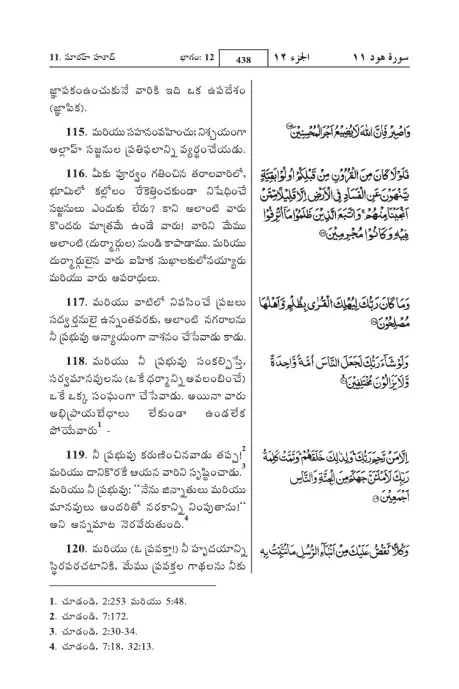 11. సూరహ్ హూద్ భాగం: 12 438 الجزء ١٢ سورة هود ١١
జ్ఞాపకంఉంచుకునే వారికి ఇది ఒక ఉపదేశం
(జ్ఞాపిక).
115. మరియు సహనంవహించు; నిశ్చయంగా
అల్లాహ్ సజ్జనుల ప్రతిఫలాన్ని వ్యర్థంచేయడు.
116. మీకు పూర్వం గతించిన తరాలవారిలో,
భూమిలో కల్లోలం రేకెత్తించకుండా నిషేధించే
సజ్జనులు ఎందుకు లేరు? కాని అలాంటి వారు
కొందరు మాత్రమే ఉండే వారు! వారిని మేము
అలాంటి (దుర్మార్గుల) నుండి కాపాడాము. మరియు
దుర్మార్గులైన వారు ఐహిక సుఖాలకులోనయ్యారు
మరియు వారు అపరాధులు.
117. మరియు వాటిలో నివసించే ప్రజలు
సద్వర్తనులై ఉన్నంతవరకు, అలాంటి నగరాలను
నీ ప్రభువు అన్యాయంగా నాశనం చేసేవాడు కాడు.
118. మరియు నీ ప్రభువు సంకల్పిస్తే,
సర్వమానవులను (ఒకేధర్మాన్ని అవలంబించే)
ఒకే ఒక్క సంఘంగా చేసేవాడు. అయినా వారు
అభిప్రాయభేధాలు లేకుండా ఉండలేక
పోయేవారు1 -
119. నీ ప్రభువు కరుణించినవాడు తప్ప!2
మరియు దానికొరకే ఆయన వారిని సృష్టించాడు.3
మరియు నీ ప్రభువు: "నేను జిన్నాతులు మరియు
మానవులు అందరితో నరకాన్ని నింపుతాను!"
అని అన్నమాట నెరవేరుతుంది.4
120. మరియు (ఓ ప్రవక్తా!) నీ హృదయాన్ని
స్థిరపరచటానికి, మేము ప్రవక్తల గాథలను నీకు
وَاصْبِرْ فَإِنَّ اللَّهَ لَا يُضِيعُ أَجْرَ الْمُحْسِنِينَ
فَلَوْلَا كَانَ مِنَ الْقُرُونِ مِن قَبْلِكُمْ أُولُوا بَقِيَّةٍ
يَنْهَوْنَ عَنِ الْفَسَادِ فِي الْأَرْضِ إِلَّا قَلِيلًا مِّمَّنْ
أَنجَيْنَا مِنْهُمْ وَاتَّبَعَ الَّذِينَ ظَلَمُوا مَا أُتْرِفُوا
فِيهِ وَكَانُوا مُجْرِمِينَ
وَمَا كَانَ رَبُّكَ لِيُهْلِكَ الْقُرَىٰ بِظُلْمٍ وَأَهْلُهَا
مُصْلِحُونَ
وَلَوْ شَاءَ رَبُّكَ لَجَعَلَ النَّاسَ أُمَّةً وَاحِدَةً
وَلَا يَزَالُونَ مُخْتَلِفِينَ
إِلَّا مَن رَّحِمَ رَبُّكَ وَلِذَٰلِكَ خَلَقَهُمْ وَتَمَّتْ كَلِمَةُ
رَبِّكَ لَأَمْلَأَنَّ جَهَنَّمَ مِنَ الْجِنَّةِ وَالنَّاسِ
أَجْمَعِينَ
وَكُلًّا نَّقُصُّ عَلَيْكَ مِنْ أَنبَاءِ الرُّسُلِ مَا نُثَبِّتُ بِهِ
1. చూడండి, 2:253 మరియు 5:48.
2. చూడండి, 7:172.
3. చూడండి, 2:30-34.
4. చూడండి, 7:18, 32:13.